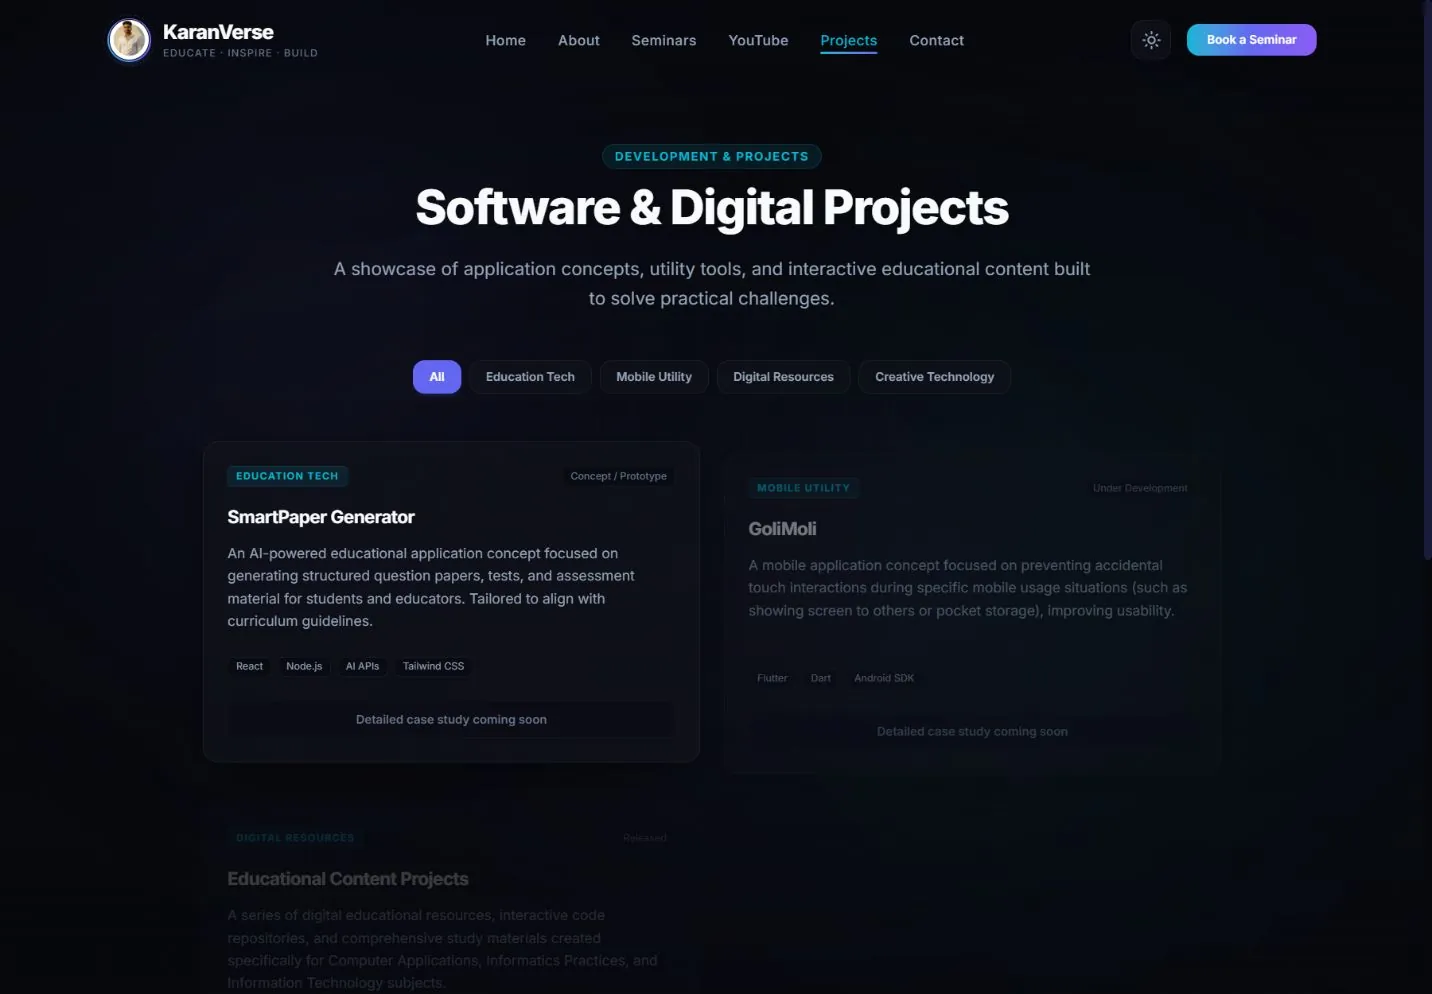 KaranVerse
EDUCATE · INSPIRE · BUILD
Home
About
Seminars
YouTube
Projects
Contact
Book a Seminar
DEVELOPMENT & PROJECTS
Software & Digital Projects
A showcase of application concepts, utility tools, and interactive educational content built
to solve practical challenges.
All
Education Tech
Mobile Utility
Digital Resources
Creative Technology
EDUCATION TECH
Concept / Prototype
SmartPaper Generator
An AI-powered educational application concept focused on
generating structured question papers, tests, and assessment
material for students and educators. Tailored to align with
curriculum guidelines.
React
Node.js
AI APIs
Tailwind CSS
Detailed case study coming soon
MOBILE UTILITY
Under Development
GoliMoli
A mobile application concept focused on preventing accidental
touch interactions during specific mobile usage situations (such as
showing screen to others or pocket storage), improving usability.
Flutter
Dart
Android SDK
Detailed case study coming soon
DIGITAL RESOURCES
Released
Educational Content Projects
A series of digital educational resources, interactive code
repositories, and comprehensive study materials created
specifically for Computer Applications, Informatics Practices, and
Information Technology subjects.